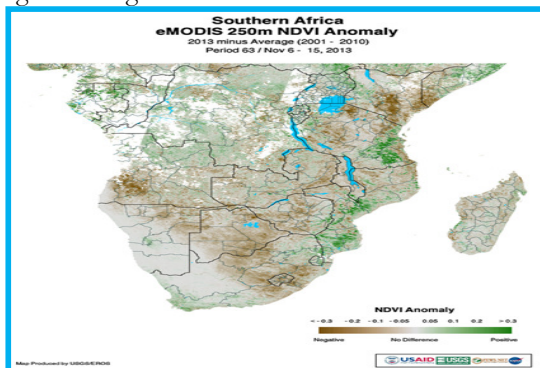 Southern Africa
eMODIS 250m NDVI Anomaly
2013 minus Average (2001 - 2010)
Period 63 / Nov 6 - 15, 2013
NDVI Anomaly
<-0.3 -0.2 -0.1 -0.05 0.05 0.1 0.2 >0.3
Negative No Difference Positive
Map Produced by USGS/EROS
USAID USGS